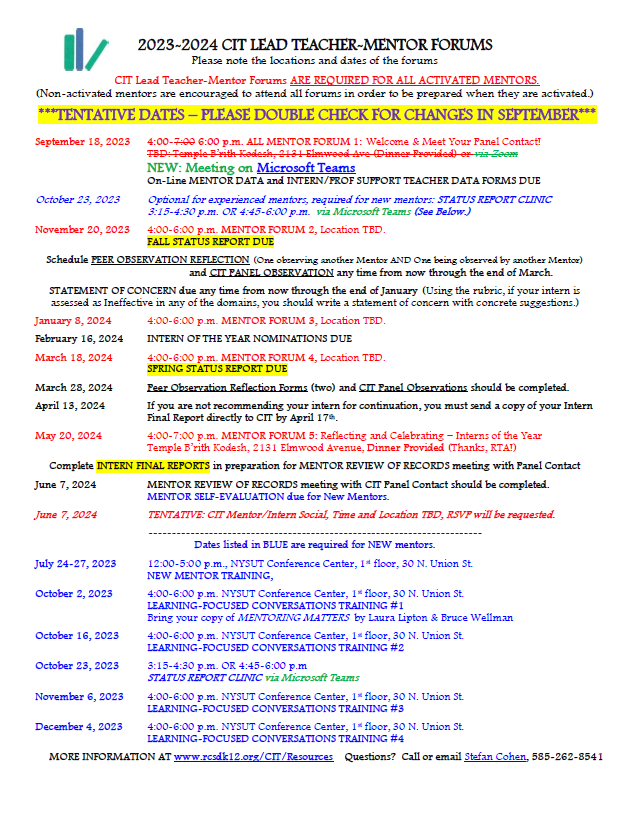 2023-2024 CIT LEAD TEACHER-MENTOR FORUMS
Please note the locations and dates of the forums
CIT Lead Teacher-Mentor Forums ARE REQUIRED FOR ALL ACTIVATED MENTORS.
(Non-activated mentors are encouraged to attend all forums in order to be prepared when they are activated.)
***TENTATIVE DATES – PLEASE DOUBLE CHECK FOR CHANGES IN SEPTEMBER***
September 18, 2023 4:00-7:00 6:00 p.m. ALL MENTOR FORUM 1: Welcome & Meet Your Panel Contact!
TBD: Temple B'rith Kodesh, 2131 Elmwood Ave (Dinner Provided) or via Zoom
NEW: Meeting on Microsoft Teams
On-Line MENTOR DATA and INTERN/PROF SUPPORT TEACHER DATA FORMS DUE
October 23, 2023 Optional for experienced mentors, required for new mentors: STATUS REPORT CLINIC
3:15-4:30 p.m. OR 4:45-6:00 p.m. via Microsoft Teams (See Below.)
November 20, 2023 4:00-6:00 p.m. MENTOR FORUM 2, Location TBD.
FALL STATUS REPORT DUE
Schedule PEER OBSERVATION REFLECTION (One observing another Mentor AND One being observed by another Mentor)
and CIT PANEL OBSERVATION any time from now through the end of March.
STATEMENT OF CONCERN due any time from now through the end of January (Using the rubric, if your intern is
assessed as Ineffective in any of the domains, you should write a statement of concern with concrete suggestions.)
January 8, 2024 4:00-6:00 p.m. MENTOR FORUM 3, Location TBD.
February 16, 2024 INTERN OF THE YEAR NOMINATIONS DUE
March 18, 2024 4:00-6:00 p.m. MENTOR FORUM 4, Location TBD.
SPRING STATUS REPORT DUE
March 28, 2024 Peer Observation Reflection Forms (two) and CIT Panel Observations should be completed.
April 13, 2024 If you are not recommending your intern for continuation, you must send a copy of your Intern
Final Report directly to CIT by April 17th.
May 20, 2024 4:00-7:00 p.m. MENTOR FORUM 5: Reflecting and Celebrating – Interns of the Year
Temple B'rith Kodesh, 2131 Elmwood Avenue, Dinner Provided (Thanks, RTA!)
Complete INTERN FINAL REPORTS in preparation for MENTOR REVIEW OF RECORDS meeting with Panel Contact
June 7, 2024 MENTOR REVIEW OF RECORDS meeting with CIT Panel Contact should be completed.
MENTOR SELF-EVALUATION due for New Mentors.
June 7, 2024 TENTATIVE: CIT Mentor/Intern Social, Time and Location TBD, RSVP will be requested.
------------------------------------------------------------
Dates listed in BLUE are required for NEW mentors.
July 24-27, 2023 12:00-5:00 p.m., NYSUT Conference Center, 1st floor, 30 N. Union St.
NEW MENTOR TRAINING,
October 2, 2023 4:00-6:00 p.m. NYSUT Conference Center, 1st floor, 30 N. Union St.
LEARNING-FOCUSED CONVERSATIONS TRAINING #1
Bring your copy of MENTORING MATTERS by Laura Lipton & Bruce Wellman
October 16, 2023 4:00-6:00 p.m. NYSUT Conference Center, 1st floor, 30 N. Union St.
LEARNING-FOCUSED CONVERSATIONS TRAINING #2
October 23, 2023 3:15-4:30 p.m. OR 4:45-6:00 p.m
STATUS REPORT CLINIC via Microsoft Teams
November 6, 2023 4:00-6:00 p.m. NYSUT Conference Center, 1st floor, 30 N. Union St.
LEARNING-FOCUSED CONVERSATIONS TRAINING #3
December 4, 2023 4:00-6:00 p.m. NYSUT Conference Center, 1st floor, 30 N. Union St.
LEARNING-FOCUSED CONVERSATIONS TRAINING #4
MORE INFORMATION AT www.rcsdk12.org/CIT/Resources Questions? Call or email Stefan Cohen, 585-262-8541